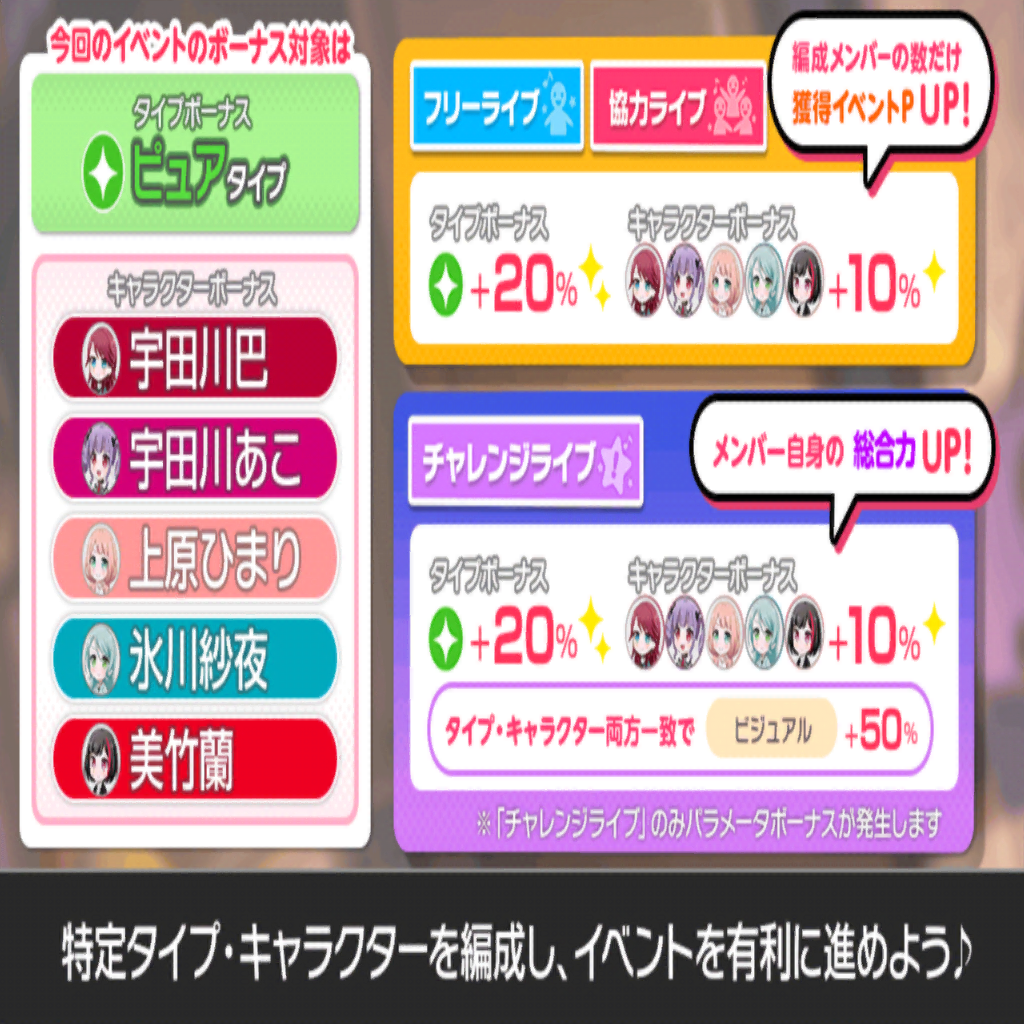 今回のイベントのボーナス対象は
タイプボーナス
ピュアタイプ
キャラクターボーナス
宇田川巴
宇田川あこ
上原ひまり
氷川紗夜
美竹蘭
フリーライブ
協力ライブ
編成メンバーの数だけ
獲得イベントP UP!
タイプボーナス
+20%
キャラクターボーナス
+10%
チャレンジライブ
メンバー自身の 総合力 UP!
タイプボーナス
+20%
キャラクターボーナス
+10%
タイプ・キャラクター両方一致で ビジュアル +50%
※「チャレンジライブ」のみパラメータボーナスが発生します
特定タイプ・キャラクターを編成し、イベントを有利に進めよう♪